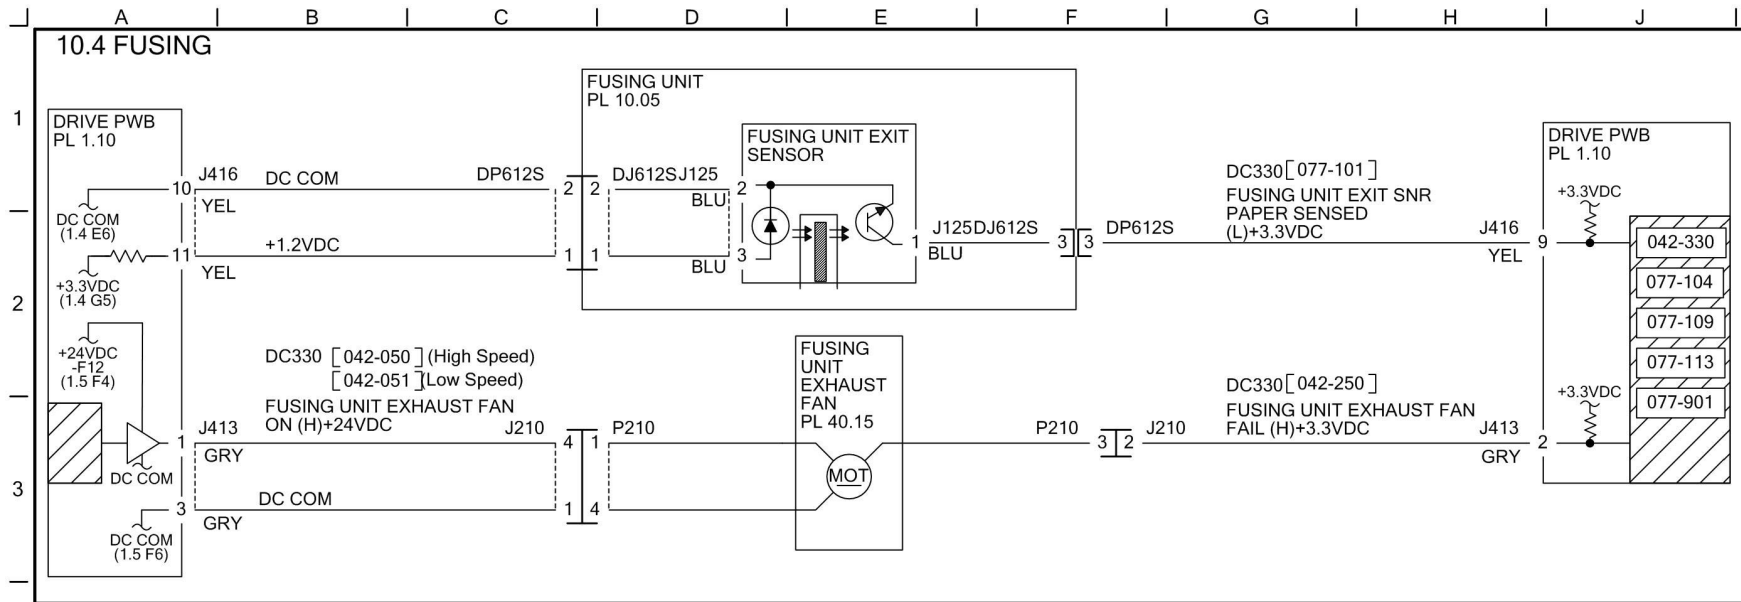 A B C D E F G H J
10.4 FUSING
1
2
3
DRIVE PWB
PL 1.10
10
J416
YEL
DC COM
DC COM
(1.4 E6)
11
YEL
+1.2VDC
+3.3VDC
(1.4 G5)
+24VDC
-F12
(1.5 F4)
DC COM
1
J413
GRY
3
GRY
DC COM
DC COM
(1.5 F6)
DP612S
2 2
1 1
DJ612S J125
FUSING UNIT
PL 10.05
FUSING UNIT EXIT
SENSOR
2
BLU
3
BLU
1
J125 DJ612S
BLU
3 3
DP612S
DC330 [ 077-101 ]
FUSING UNIT EXIT SNR
PAPER SENSED
(L)+3.3VDC
J416
YEL
9
DC330 [ 042-050 ] (High Speed)
[ 042-051 ] (Low Speed)
FUSING UNIT EXHAUST FAN
ON (H)+24VDC
J210
4 1
P210
1 4
FUSING
UNIT
EXHAUST
FAN
PL 40.15
MOT
P210
3 2
J210
DC330 [ 042-250 ]
FUSING UNIT EXHAUST FAN
FAIL (H)+3.3VDC
J413
GRY
2
DRIVE PWB
PL 1.10
+3.3VDC
042-330
077-104
077-109
077-113
077-901
+3.3VDC